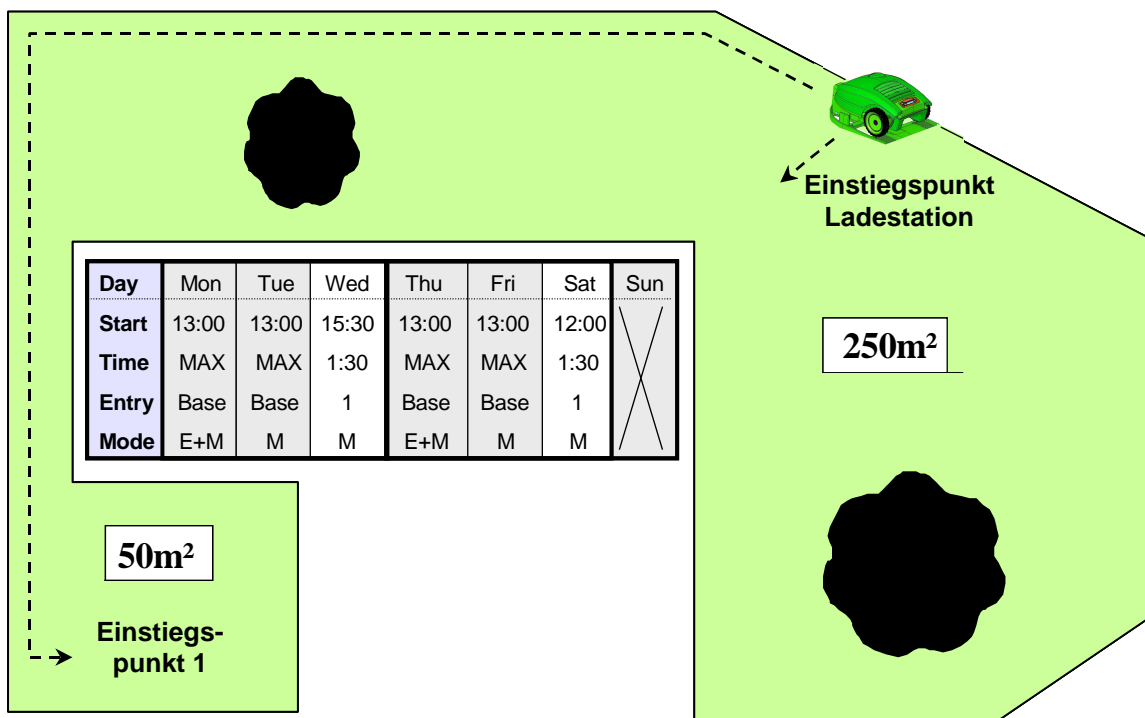 Einstiegspunkt
Ladestation
Day Mon Tue Wed Thu Fri Sat Sun
Start 13:00 13:00 15:30 13:00 13:00 12:00
Time MAX MAX 1:30 MAX MAX 1:30
Entry Base Base 1 Base Base 1
Mode E+M M M E+M M M
250m²
50m²
Einstiegs-
punkt 1